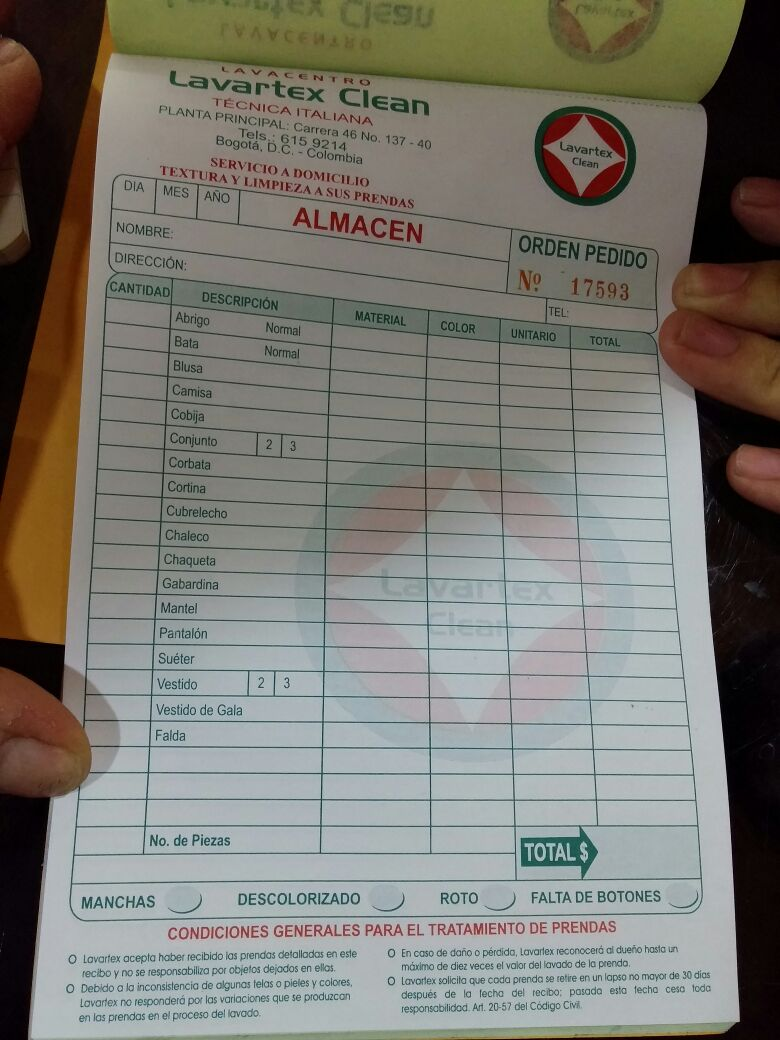 LAVACENTRO
Lavartex Clean
TÉCNICA ITALIANA
PLANTA PRINCIPAL: Carrera 46 No. 137 - 40
Tels.: 615 9214
Bogotá, D.C. - Colombia
SERVICIO A DOMICILIO
TEXTURA Y LIMPIEZA A SUS PRENDAS
Lavartex
Clean
DIA MES AÑO
ALMACEN
ORDEN PEDIDO
Nº 17593
NOMBRE:
DIRECCIÓN:
TEL:
CANTIDAD DESCRIPCIÓN MATERIAL COLOR UNITARIO TOTAL
Abrigo Normal
Bata Normal
Blusa
Camisa
Cobija
Conjunto 2 3
Corbata
Cortina
Cubrelecho
Chaleco
Chaqueta
Gabardina
Mantel
Pantalón
Suéter
Vestido 2 3
Vestido de Gala
Falda
Lavartex
Clean
No. de Piezas
TOTAL $
MANCHAS DESCOLORIZADO ROTO FALTA DE BOTONES
CONDICIONES GENERALES PARA EL TRATAMIENTO DE PRENDAS
O Lavartex acepta haber recibido las prendas detalladas en este
recibo y no se responsabiliza por objetos dejados en ellas.
O Debido a la inconsistencia de algunas telas o pieles y colores,
Lavartex no responderá por las variaciones que se produzcan
en las prendas en el proceso del lavado.
O En caso de daño o pérdida, Lavartex reconocerá al dueño hasta un
máximo de diez veces el valor del lavado de la prenda.
O Lavartex solicita que cada prenda se retire en un lapso no mayor de 30 días
después de la fecha del recibo; pasada esta fecha cesa toda
responsabilidad. Art. 20-57 del Código Civil.